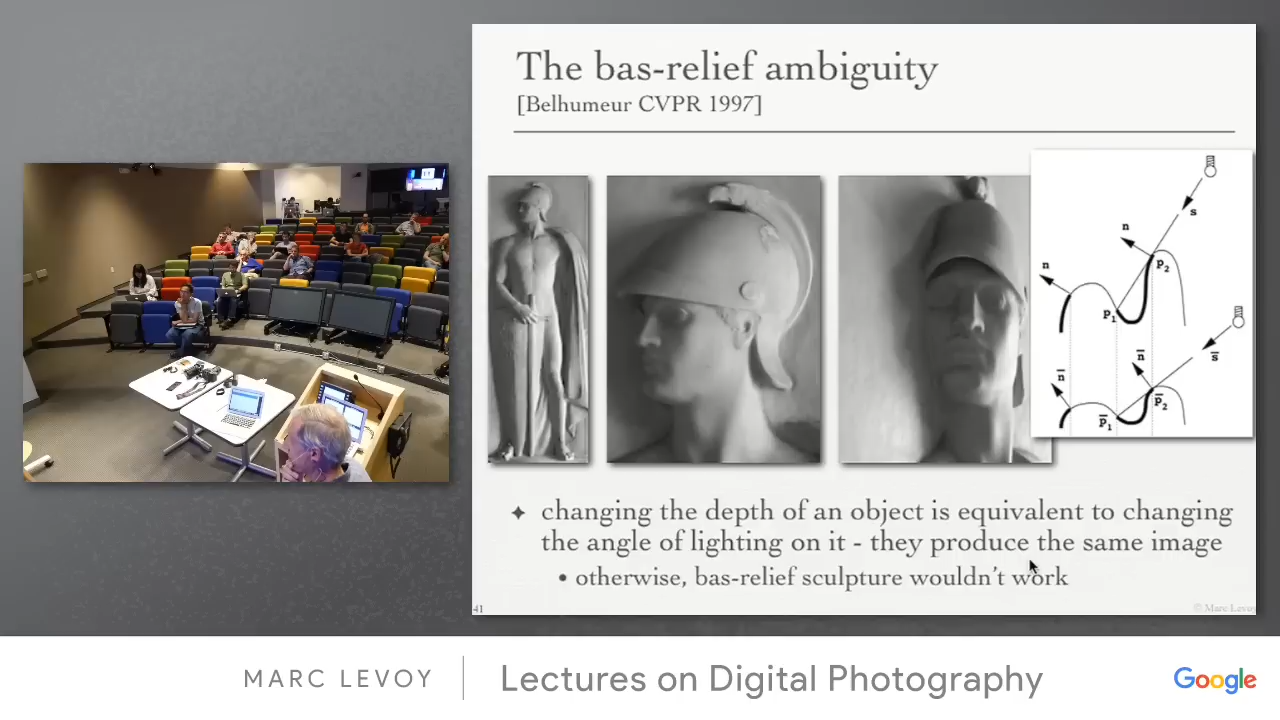 The bas-relief ambiguity
[Belhumeur CVPR 1997]
s
n
n
p2
p1
s̄
n̄
n̄
p̄2
p̄1
✦ changing the depth of an object is equivalent to changing
the angle of lighting on it - they produce the same image
• otherwise, bas-relief sculpture wouldn't work
41
© Marc Levoy
MARC LEVOY
Lectures on Digital Photography
Google